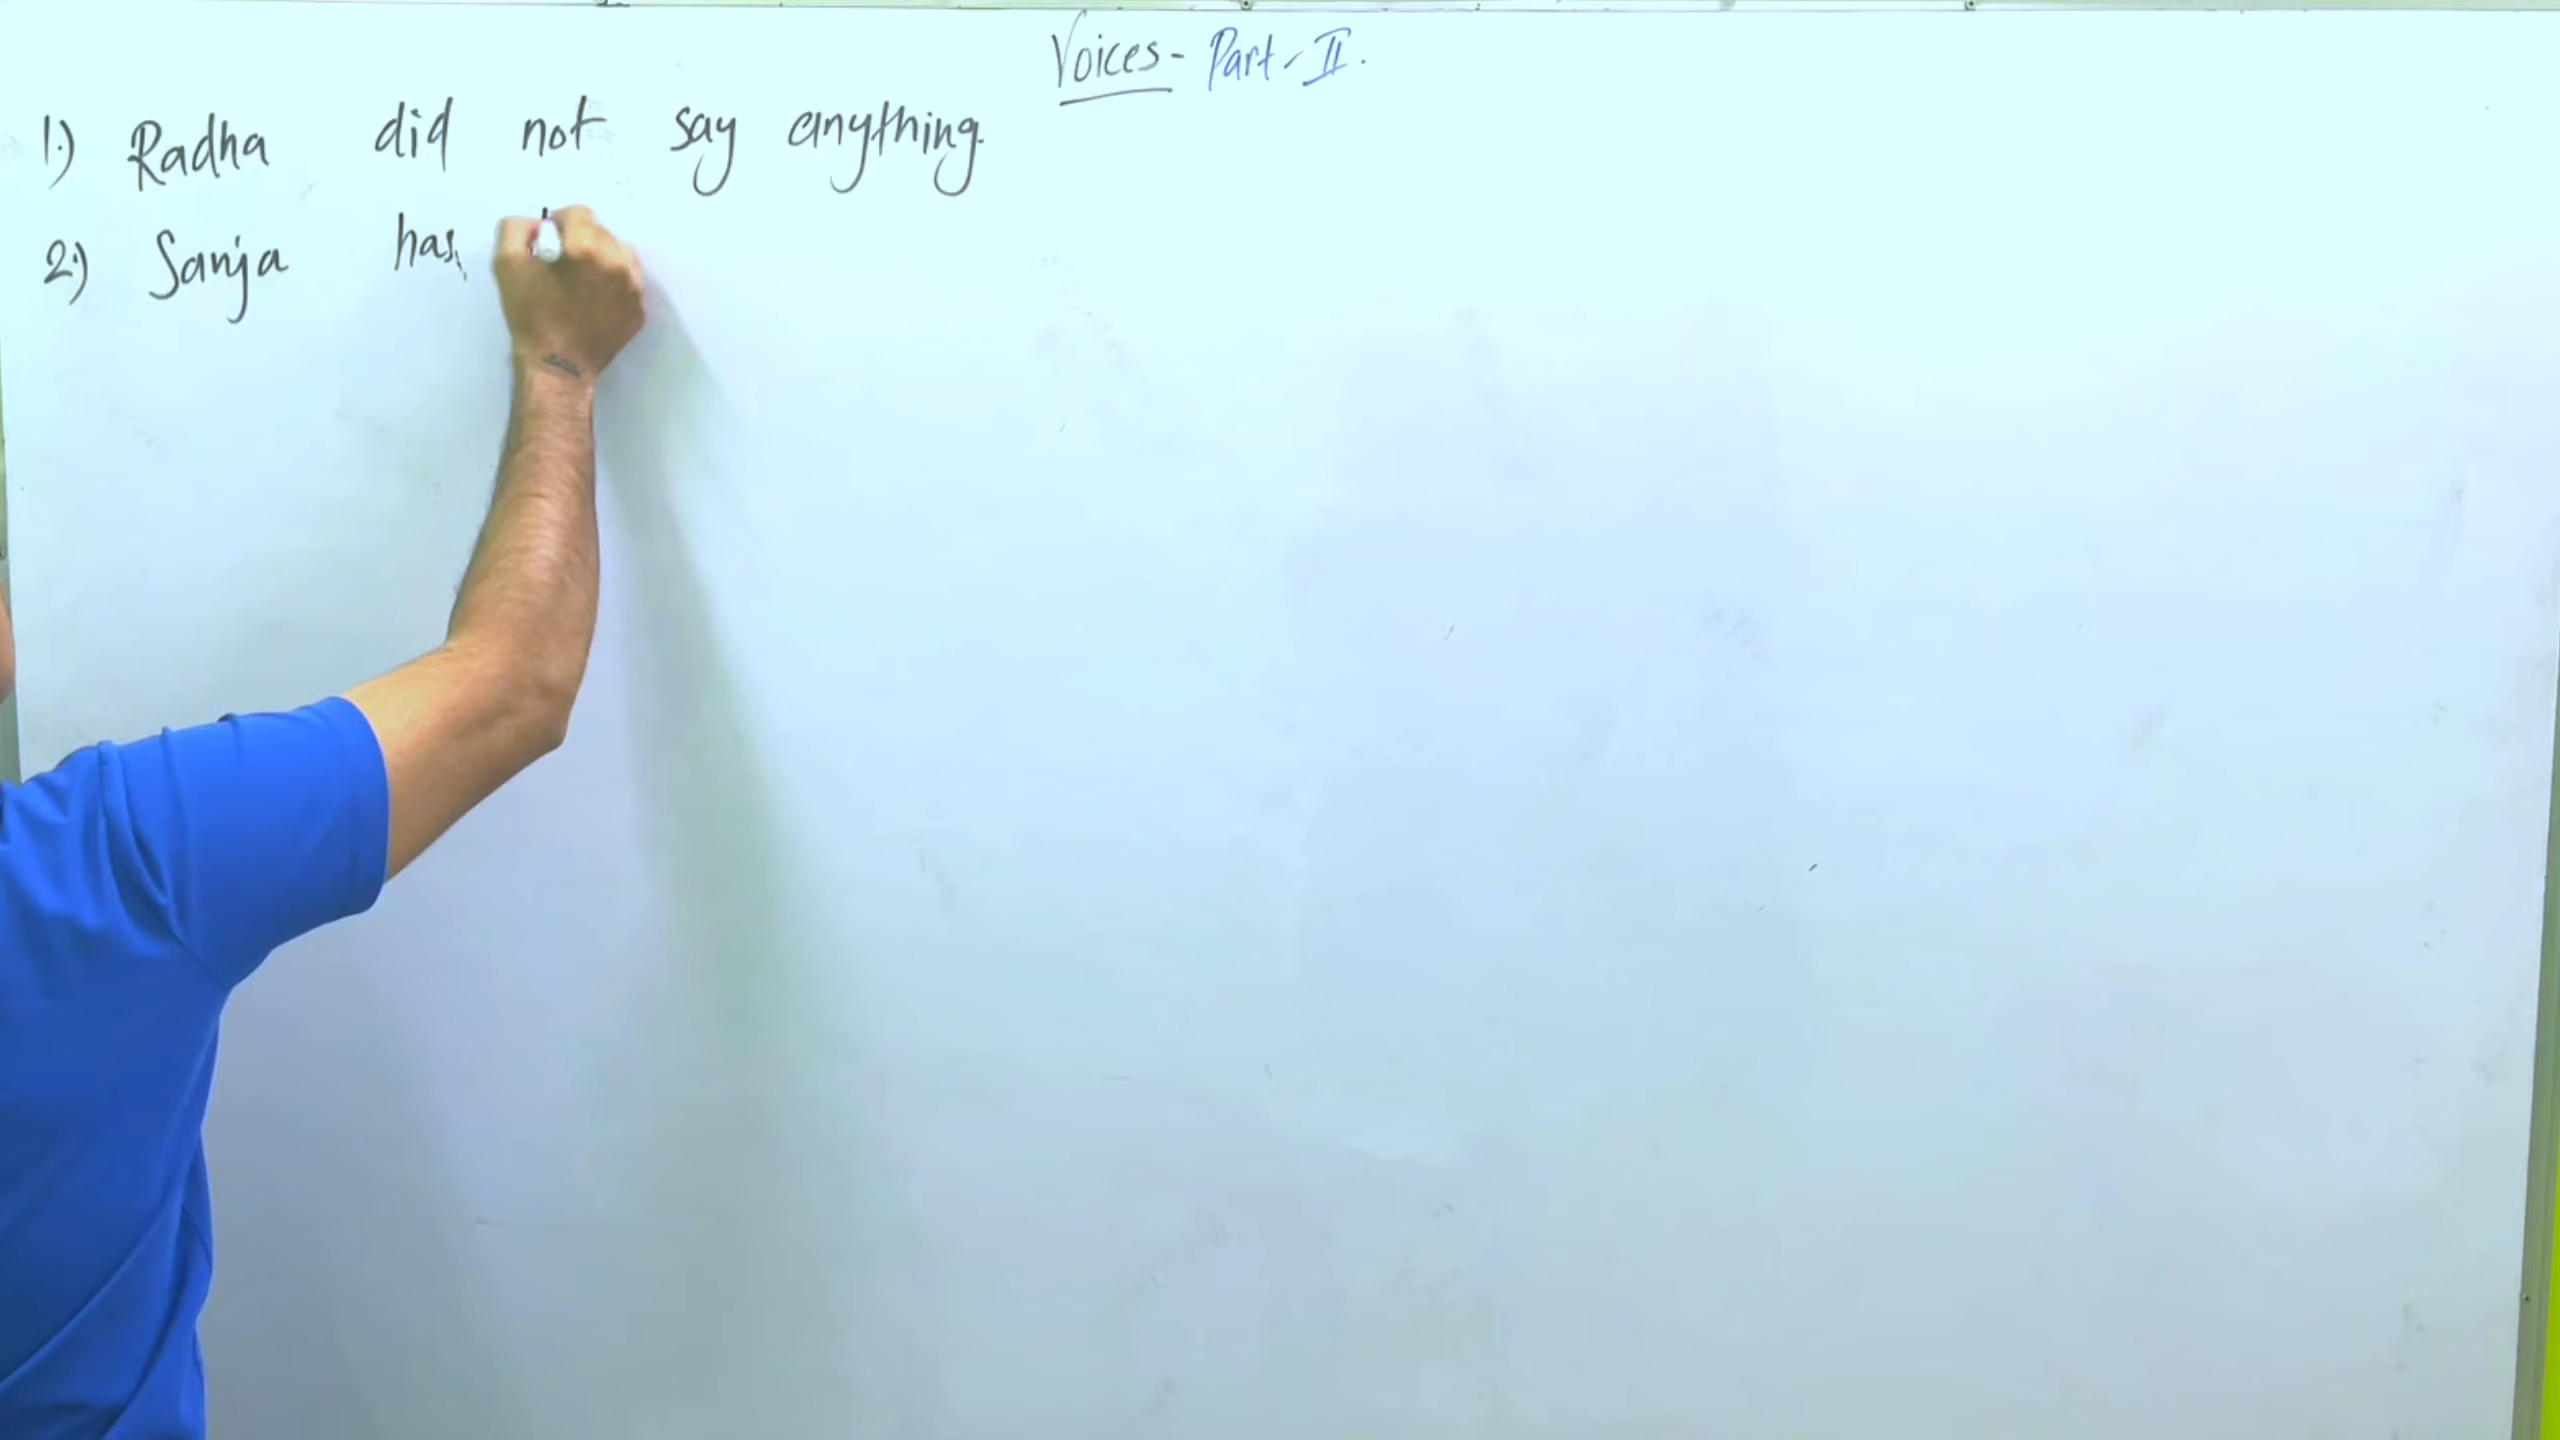 Voices - Part - II.
1.) Radha did not say anything.
2.) Sanja has